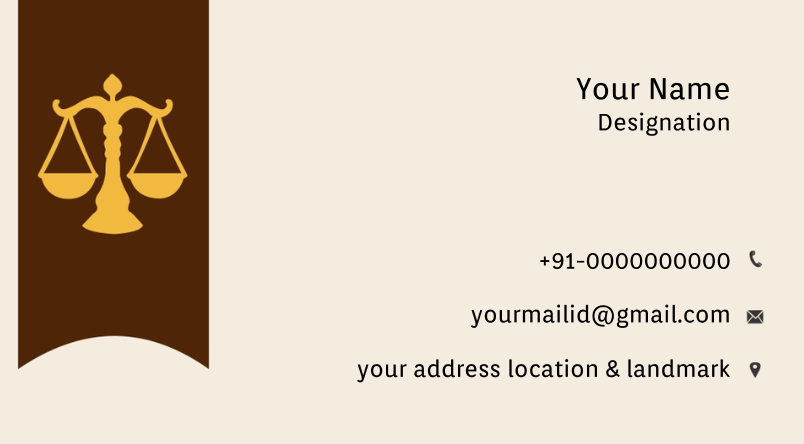 Your Name
Designation
+91-0000000000
yourmailid@gmail.com
your address location & landmark